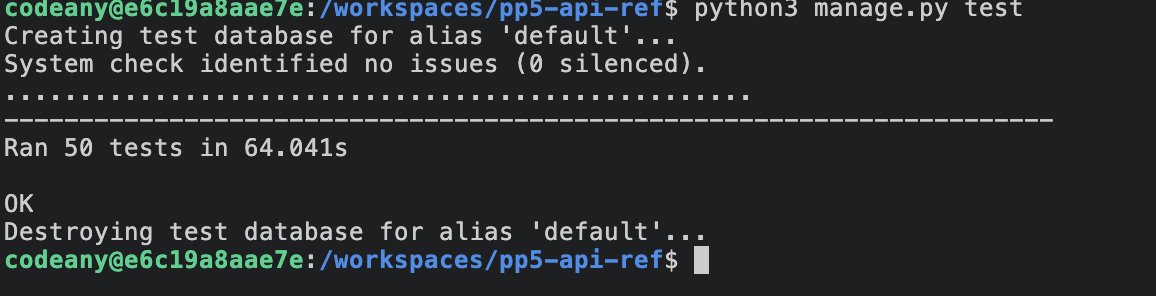 codeany@e6c19a8aae7e:/workspaces/pp5-api-ref$ python3 manage.py test
Creating test database for alias 'default'...
System check identified no issues (0 silenced).
..................................................
----------------------------------------------------------------------
Ran 50 tests in 64.041s
OK
Destroying test database for alias 'default'...
codeany@e6c19a8aae7e:/workspaces/pp5-api-ref$